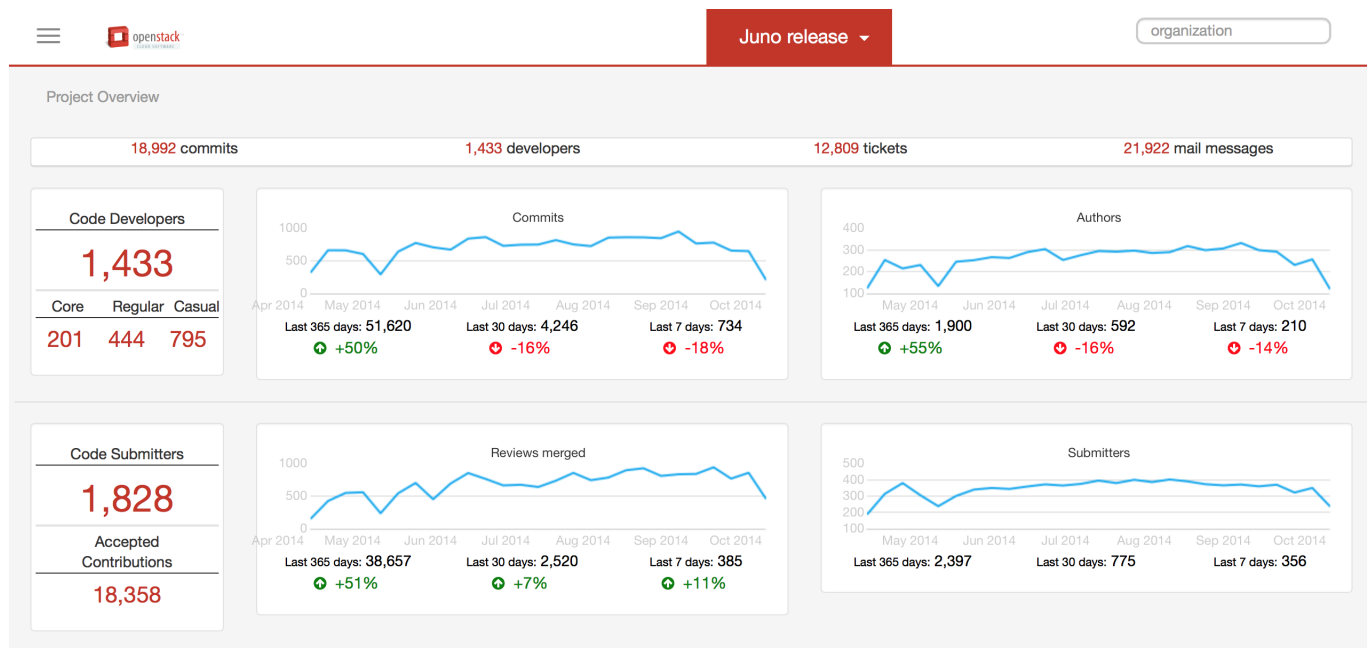 openstack
CLOUD SOFTWARE
Juno release
organization
Project Overview
18,992 commits 1,433 developers 12,809 tickets 21,922 mail messages
Code Developers
1,433
Core Regular Casual
201 444 795
Commits
1000
500
0
Apr 2014 May 2014 Jun 2014 Jul 2014 Aug 2014 Sep 2014 Oct 2014
Last 365 days: 51,620 Last 30 days: 4,246 Last 7 days: 734
+50% -16% -18%
Authors
400
300
200
100
May 2014 Jun 2014 Jul 2014 Aug 2014 Sep 2014 Oct 2014
Last 365 days: 1,900 Last 30 days: 592 Last 7 days: 210
+55% -16% -14%
Code Submitters
1,828
Accepted
Contributions
18,358
Reviews merged
1000
500
0
Apr 2014 May 2014 Jun 2014 Jul 2014 Aug 2014 Sep 2014 Oct 2014
Last 365 days: 38,657 Last 30 days: 2,520 Last 7 days: 385
+51% +7% +11%
Submitters
500
400
300
200
100
May 2014 Jun 2014 Jul 2014 Aug 2014 Sep 2014 Oct 2014
Last 365 days: 2,397 Last 30 days: 775 Last 7 days: 356